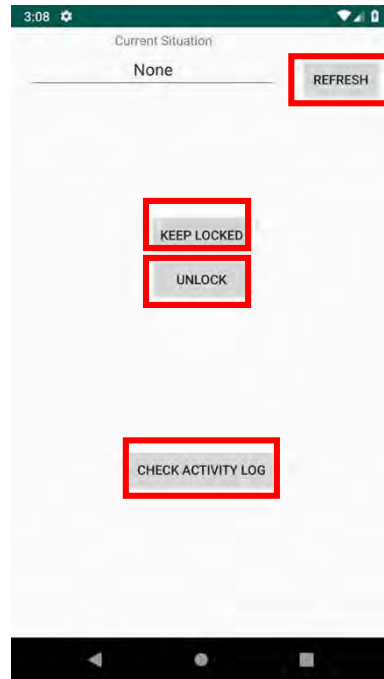 3:08
Current Situation
None
REFRESH
KEEP LOCKED
UNLOCK
CHECK ACTIVITY LOG